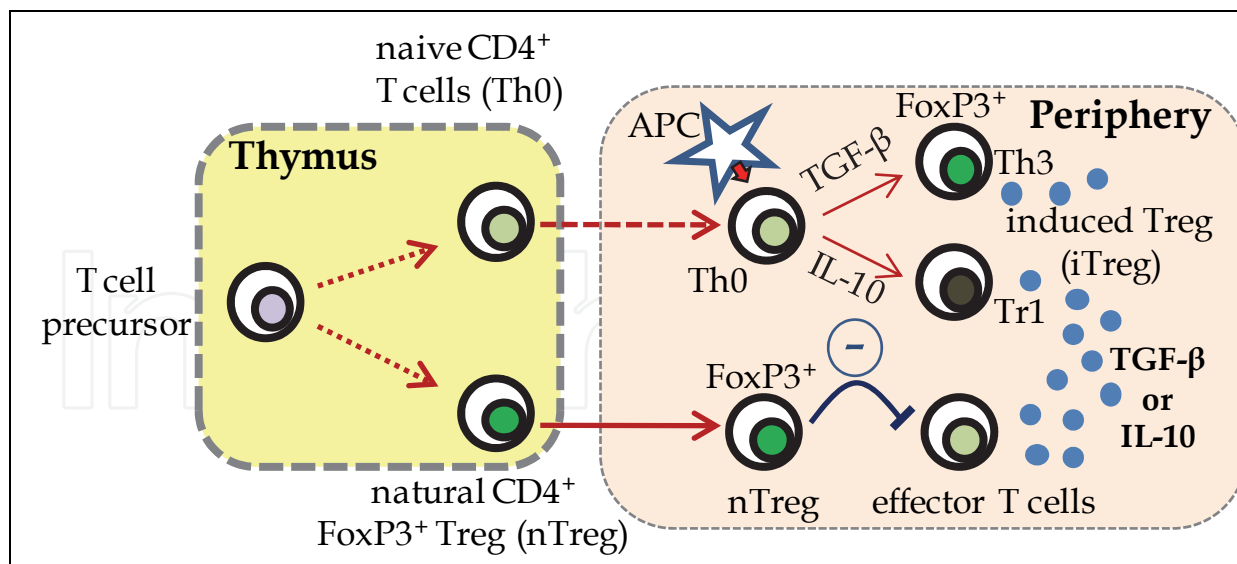 naive CD4⁺
T cells (Th0)
Thymus
T cell
precursor
natural CD4⁺
FoxP3⁺ Treg (nTreg)
Periphery
APC
Th0
TGF-β
IL-10
FoxP3⁺
Th3
induced Treg
(iTreg)
Tr1
FoxP3⁺
nTreg
−
effector T cells
TGF-β
or
IL-10